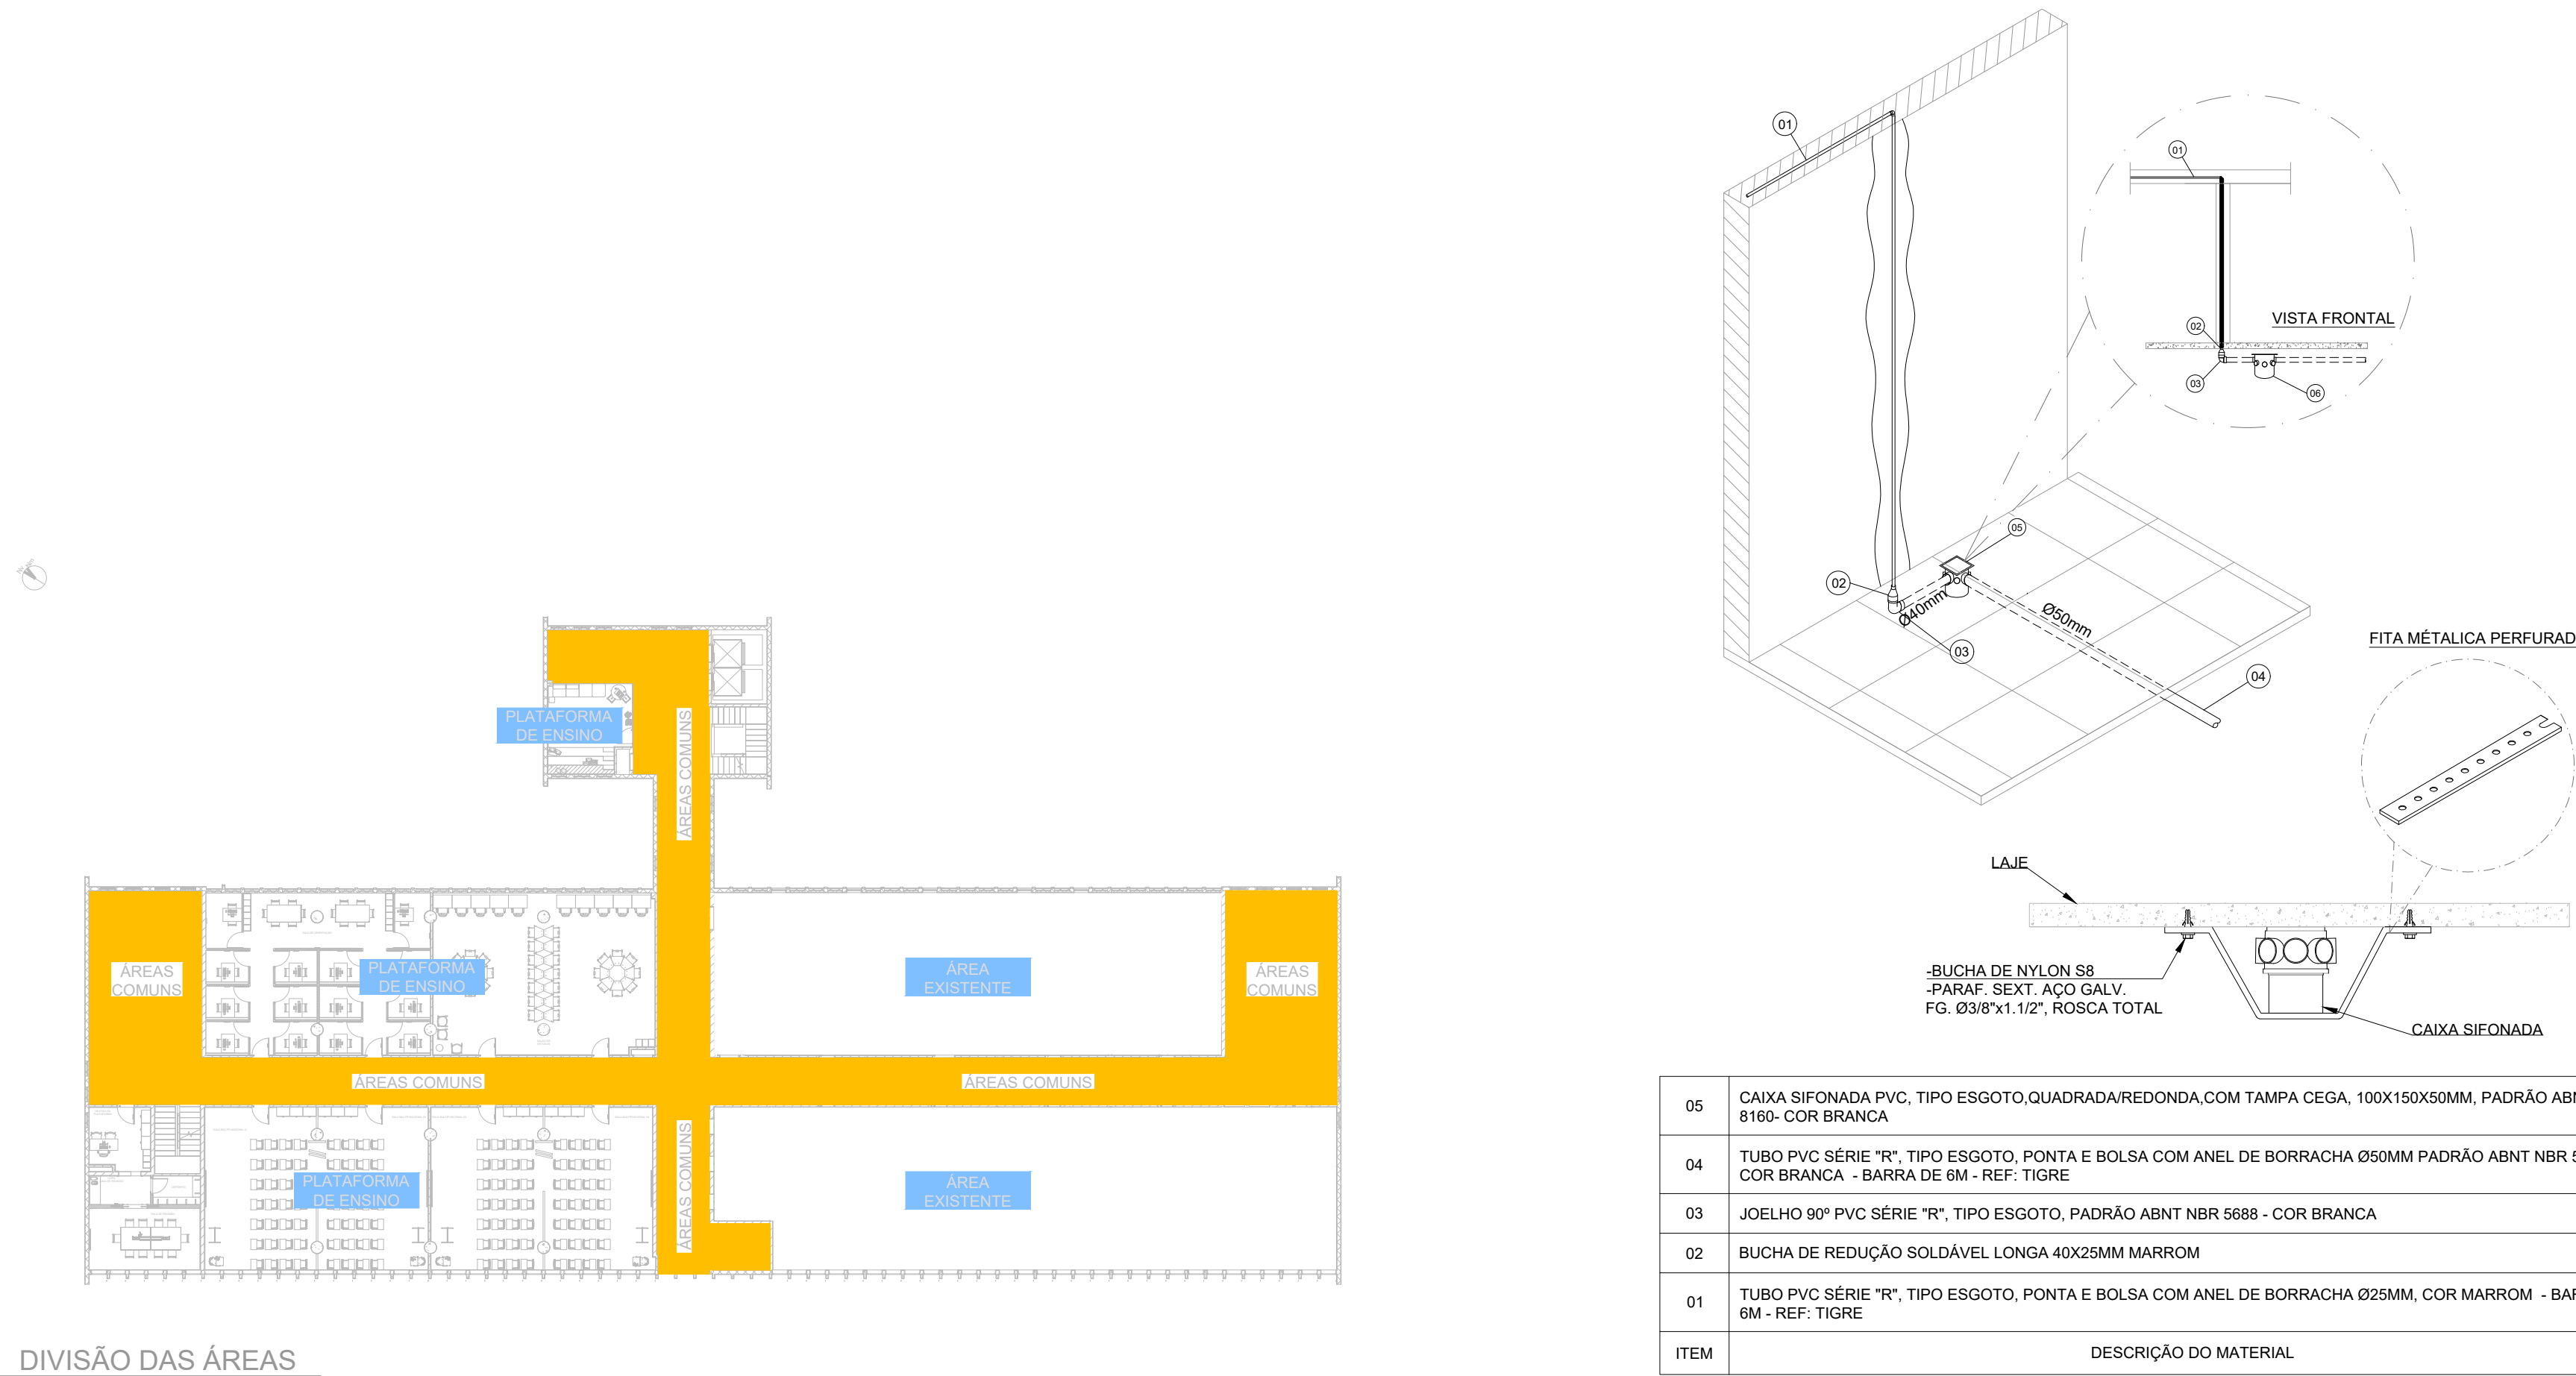 PLATAFORMA
DE ENSINO
ÁREAS COMUNS
ÁREAS
COMUNS
PLATAFORMA
DE ENSINO
ÁREA
EXISTENTE
ÁREAS
COMUNS
ÁREAS COMUNS
ÁREAS COMUNS
ÁREAS COMUNS
PLATAFORMA
DE ENSINO
ÁREA
EXISTENTE
DIVISÃO DAS ÁREAS
01
01
02
VISTA FRONTAL
03
06
05
02
Ø40mm
Ø50mm
03
04
FITA MÉTALICA PERFURAD
LAJE
-BUCHA DE NYLON S8
-PARAF. SEXT. AÇO GALV.
FG. Ø3/8"x1.1/2", ROSCA TOTAL
CAIXA SIFONADA
05
CAIXA SIFONADA PVC, TIPO ESGOTO,QUADRADA/REDONDA,COM TAMPA CEGA, 100X150X50MM, PADRÃO
8160- COR BRANCA
04
TUBO PVC SÉRIE "R", TIPO ESGOTO, PONTA E BOLSA COM ANEL DE BORRACHA Ø50MM PADRÃO ABNT NBR
COR BRANCA - BARRA DE 6M - REF: TIGRE
03
JOELHO 90º PVC SÉRIE "R", TIPO ESGOTO, PADRÃO ABNT NBR 5688 - COR BRANCA
02
BUCHA DE REDUÇÃO SOLDÁVEL LONGA 40X25MM MARROM
01
TUBO PVC SÉRIE "R", TIPO ESGOTO, PONTA E BOLSA COM ANEL DE BORRACHA Ø25MM, COR MARROM -
6M - REF: TIGRE
ITEM
DESCRIÇÃO DO MATERIAL